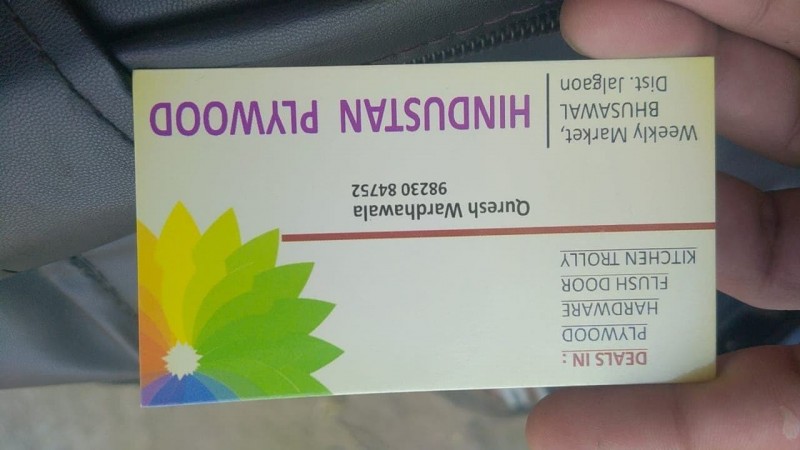 DEALS IN :
PLYWOOD
HARDWARE
FLUSH DOOR
KITCHEN TROLLY
Quresh Wardhawala
98230 84752
HINDUSTAN PLYWOOD
Weekly Market,
BHUSAWAL
Dist. Jalgaon